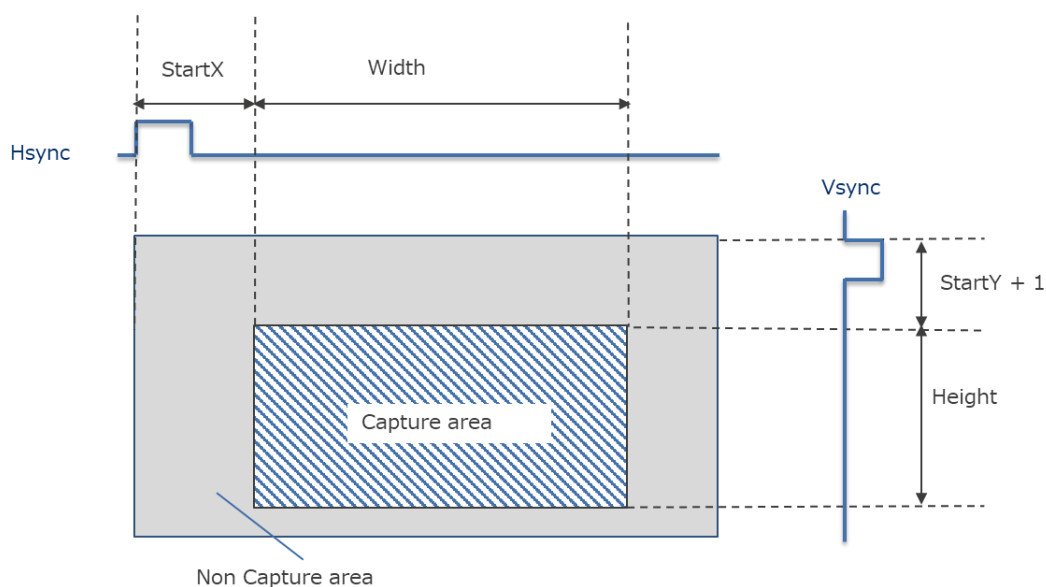 StartX
Width
Hsync
Vsync
StartY + 1
Height
Capture area
Non Capture area